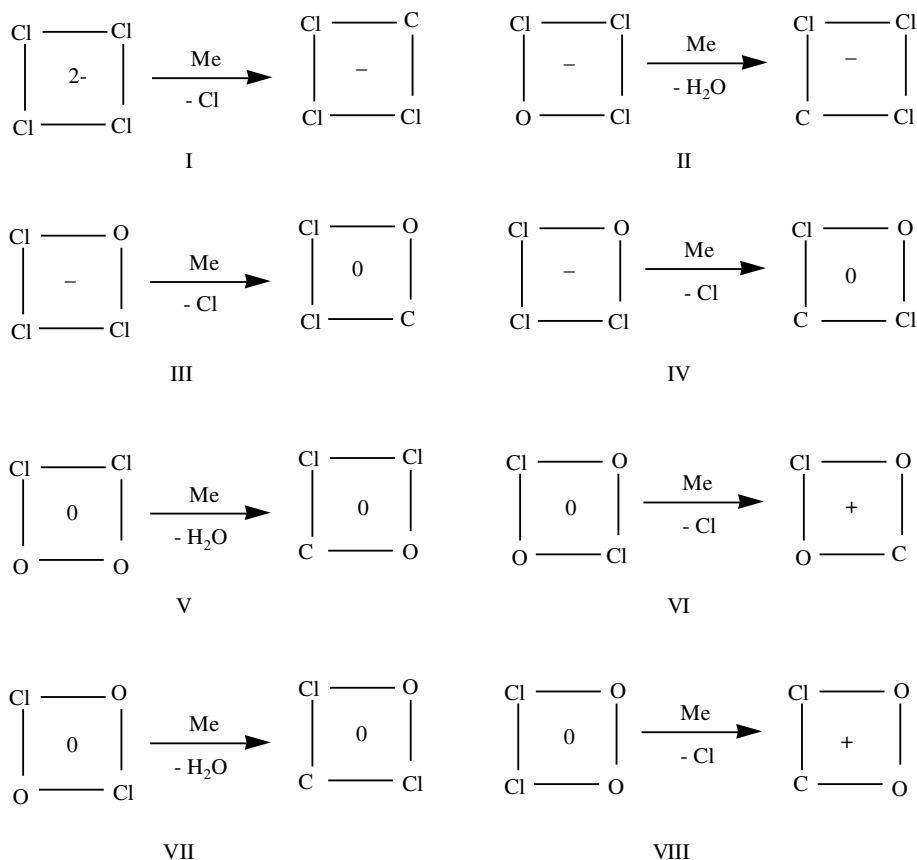 Cl Cl Me Cl C
2- –
Cl Cl - Cl Cl Cl
I
Cl Cl Me Cl Cl
– –
O Cl - H₂O C Cl
II
Cl O Me Cl O
– 0
Cl Cl - Cl Cl C
III
Cl O Me Cl O
– 0
Cl Cl - Cl C Cl
IV
Cl Cl Me Cl Cl
0 0
O O - H₂O C O
V
Cl O Me Cl O
0 +
O Cl - Cl O C
VI
Cl O Me Cl O
0 0
O Cl - H₂O C Cl
VII
Cl O Me Cl O
0 +
Cl O - Cl C O
VIII